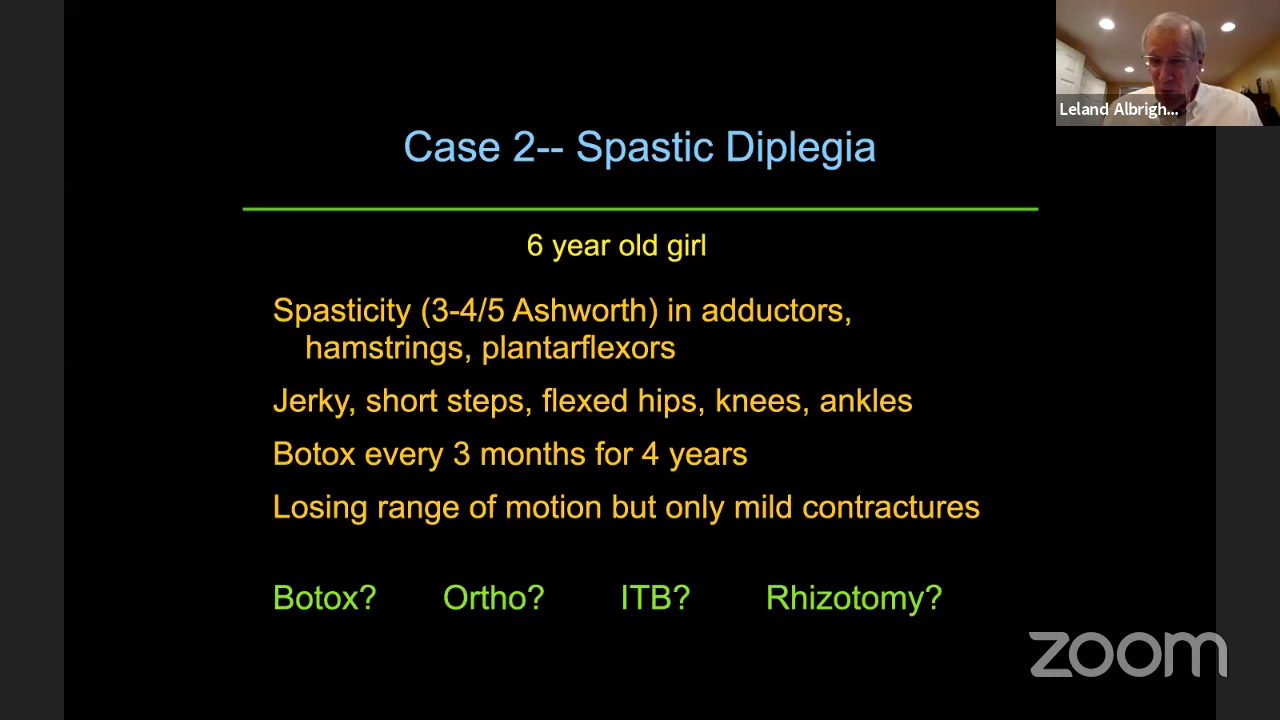 Leland Albrigh...
Case 2-- Spastic Diplegia
6 year old girl
Spasticity (3-4/5 Ashworth) in adductors,
hamstrings, plantarflexors
Jerky, short steps, flexed hips, knees, ankles
Botox every 3 months for 4 years
Losing range of motion but only mild contractures
Botox? Ortho? ITB? Rhizotomy?
zoom